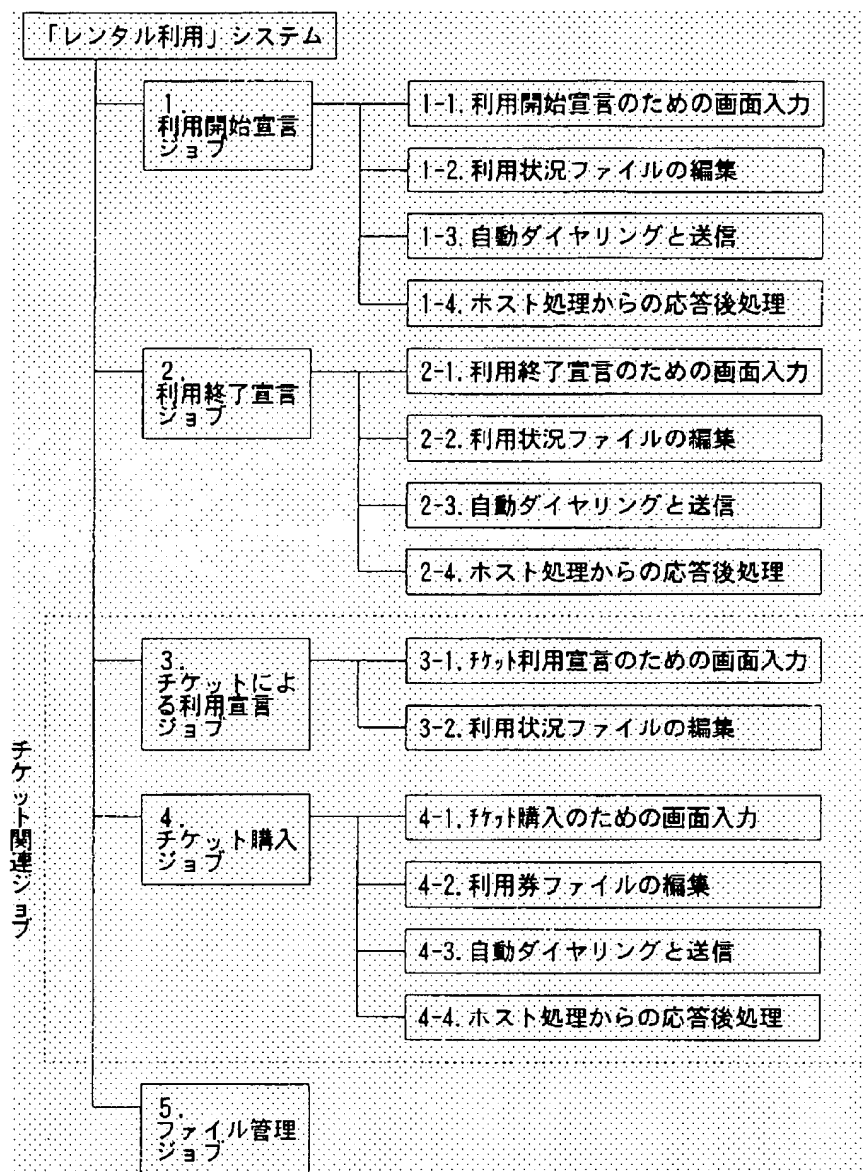 「レンタル利用」システム
1.
利用開始宣言
ジョブ
1-1.利用開始宣言のための画面入力
1-2.利用状況ファイルの編集
1-3.自動ダイヤリングと送信
1-4.ホスト処理からの応答後処理
2.
利用終了宣言
ジョブ
2-1.利用終了宣言のための画面入力
2-2.利用状況ファイルの編集
2-3.自動ダイヤリングと送信
2-4.ホスト処理からの応答後処理
チケット関連ジョブ
3.
チケットによ
る利用宣言
ジョブ
3-1.ﾁｹｯﾄ利用宣言のための画面入力
3-2.利用状況ファイルの編集
4.
チケット購入
ジョブ
4-1.ﾁｹｯﾄ購入のための画面入力
4-2.利用券ファイルの編集
4-3.自動ダイヤリングと送信
4-4.ホスト処理からの応答後処理
5.
ファイル管理
ジョブ